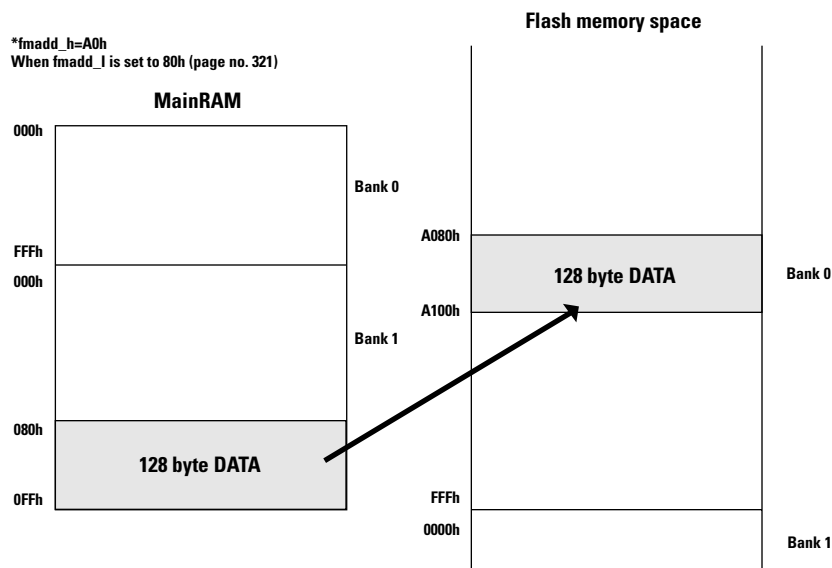 Flash memory space
*fmadd_h=A0h
When fmadd_l is set to 80h (page no. 321)
MainRAM
000h
Bank 0
FFFh
000h
Bank 1
080h
128 byte DATA
0FFh
A080h
128 byte DATA
Bank 0
A100h
FFFh
0000h
Bank 1